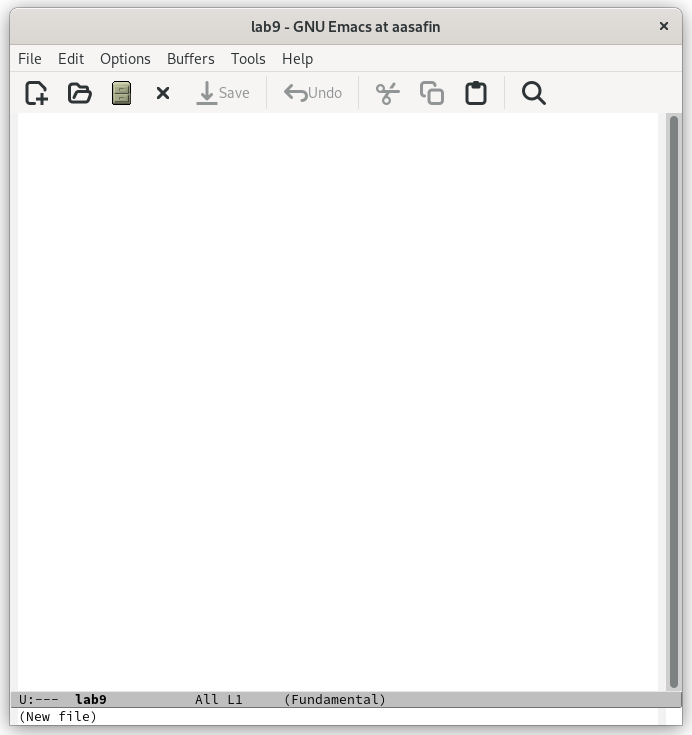 lab9 - GNU Emacs at aasafin
File Edit Options Buffers Tools Help
Save Undo
U:--- lab9 All L1 (Fundamental)
(New file)